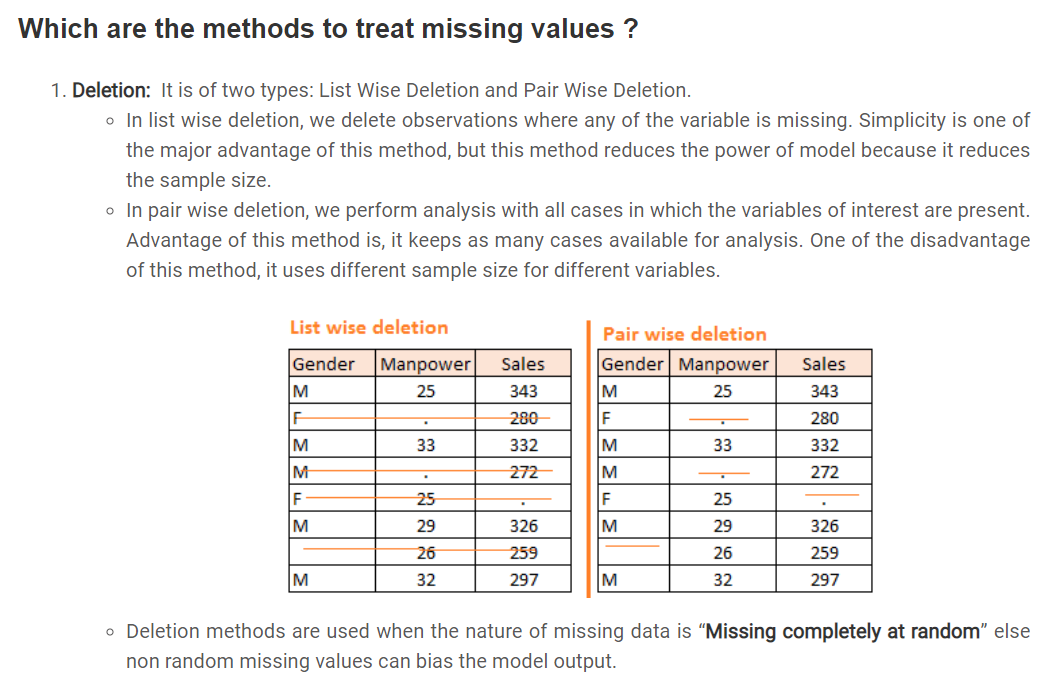 Which are the methods to treat missing values ?
1. Deletion: It is of two types: List Wise Deletion and Pair Wise Deletion.
In list wise deletion, we delete observations where any of the variable is missing. Simplicity is one of
the major advantage of this method, but this method reduces the power of model because it reduces
the sample size.
In pair wise deletion, we perform analysis with all cases in which the variables of interest are present.
Advantage of this method is, it keeps as many cases available for analysis. One of the disadvantage
of this method, it uses different sample size for different variables.
List wise deletion
Gender Manpower Sales
M 25 343
F . 280
M 33 332
M . 272
F 25 .
M 29 326
26 259
M 32 297
Pair wise deletion
Gender Manpower Sales
M 25 343
F . 280
M 33 332
M . 272
F 25 .
M 29 326
26 259
M 32 297
Deletion methods are used when the nature of missing data is “Missing completely at random” else
non random missing values can bias the model output.